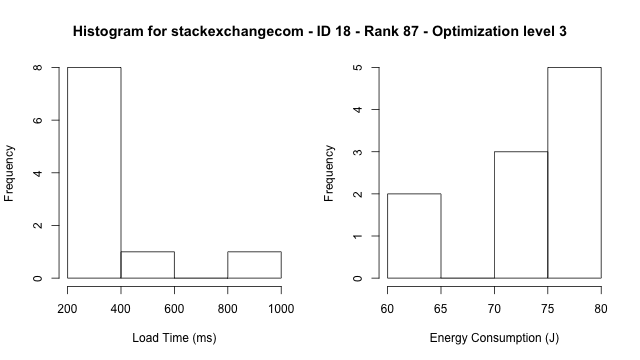 Histogram for stackexchangecom - ID 18 - Rank 87 - Optimization level 3
Frequency
8
6
4
2
0
200 400 600 800 1000
Load Time (ms)
Frequency
5
4
3
2
1
0
60 65 70 75 80
Energy Consumption (J)